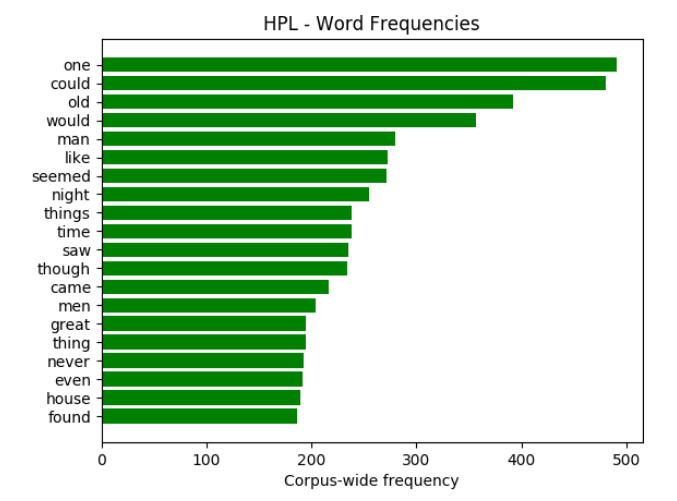 HPL - Word Frequencies
one
could
old
would
man
like
seemed
night
things
time
saw
though
came
men
great
thing
never
even
house
found
0 100 200 300 400 500
Corpus-wide frequency